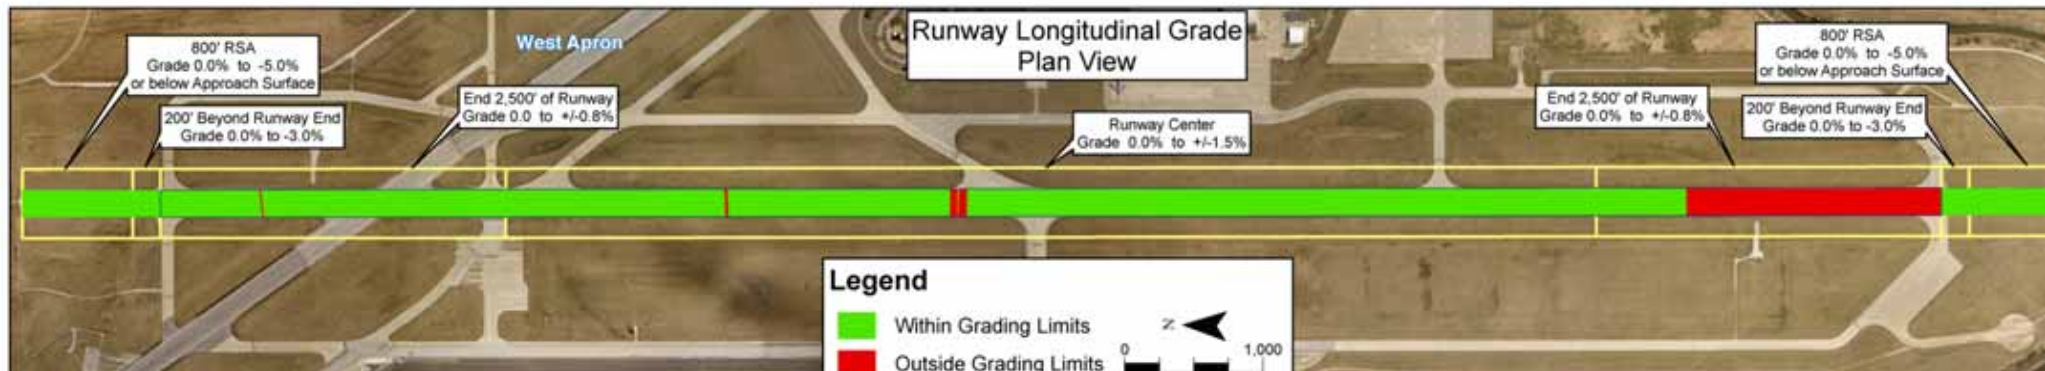 Runway Longitudinal Grade
Plan View
West Apron
800' RSA
Grade 0.0% to -5.0%
or below Approach Surface
200' Beyond Runway End
Grade 0.0% to -3.0%
End 2,500' of Runway
Grade 0.0 to +/-0.8%
Runway Center
Grade 0.0% to +/-1.5%
End 2,500' of Runway
Grade 0.0% to +/-0.8%
200' Beyond Runway End
Grade 0.0% to -3.0%
800' RSA
Grade 0.0% to -5.0%
or below Approach Surface
Legend
Within Grading Limits
Outside Grading Limits
N
0 1,000